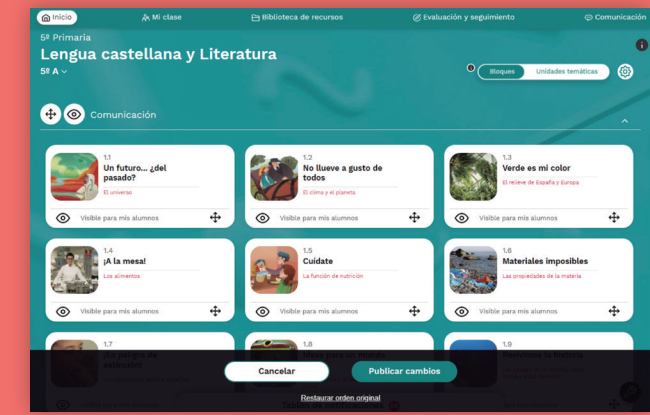 Inicio
Mi clase
Biblioteca de recursos
Evaluación y seguimiento
Comunicación
5º Primaria
Lengua castellana y Literatura
5º A
Bloques
Unidades temáticas
Comunicación
1.1
Un futuro... ¿del
pasado?
El universo
Visible para mis alumnos
1.2
No llueve a gusto de
todos
El clima y el planeta
Visible para mis alumnos
1.3
Verde es mi color
El relieve de España y Europa
Visible para mis alumnos
1.4
¡A la mesa!
Los alimentos
Visible para mis alumnos
1.5
Cuídate
La función de nutrición
Visible para mis alumnos
1.6
Materiales imposibles
Las propiedades de la materia
Visible para mis alumnos
1.7
¡En peligro de
extinción!
1.8
1.9
Cancelar
Publicar cambios
Restaurar orden original